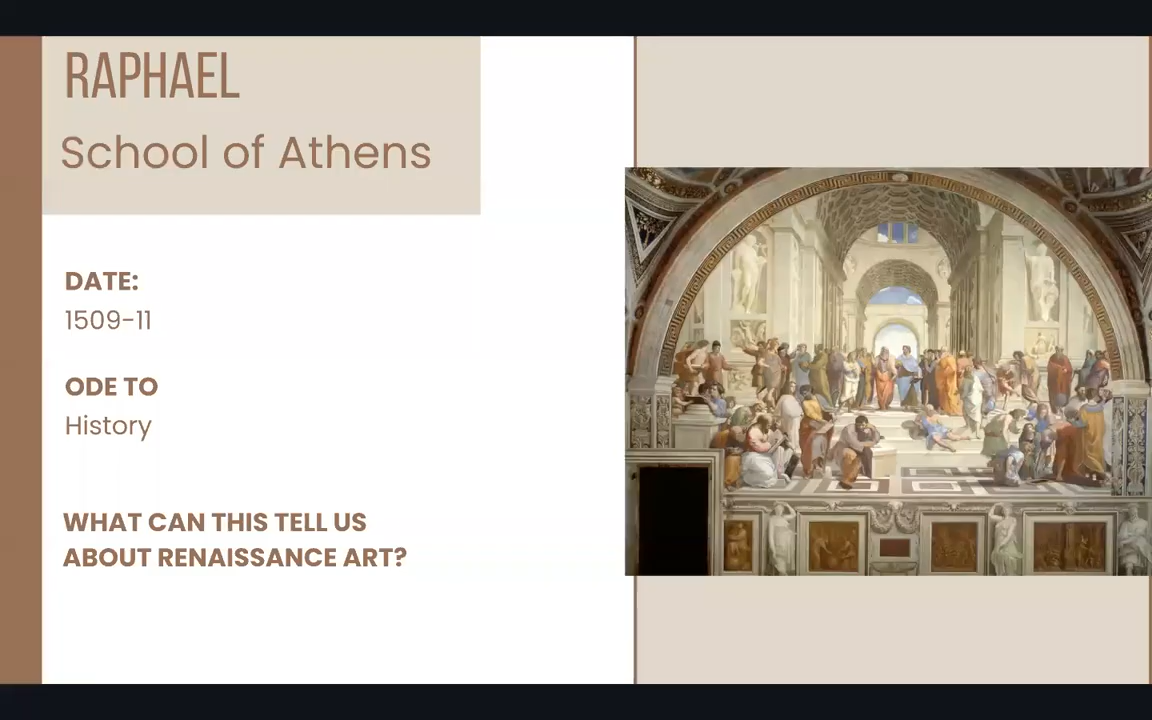 RAPHAEL
School of Athens
DATE:
1509-11
ODE TO
History
WHAT CAN THIS TELL US
ABOUT RENAISSANCE ART?